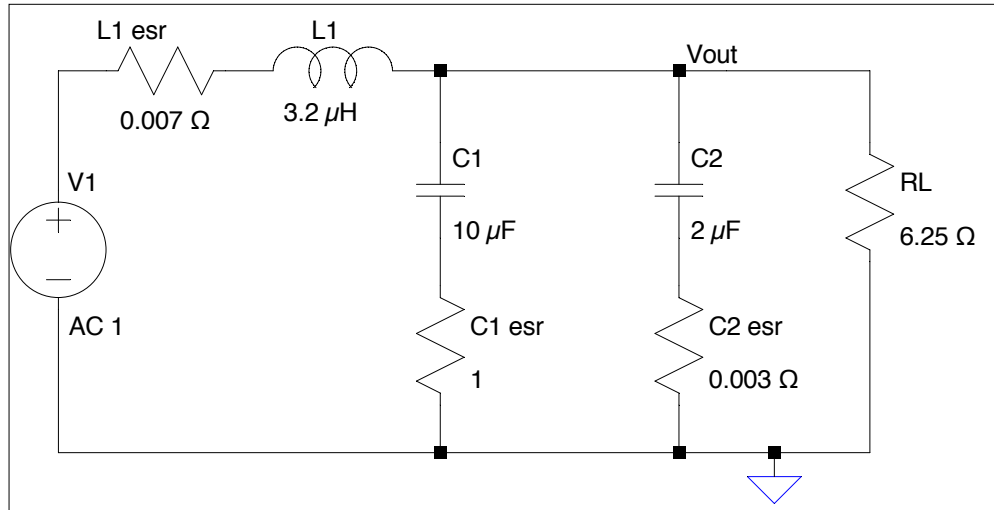 L1 esr
L1
0.007 Ω
3.2 µH
Vout
C1
10 µF
C2
2 µF
RL
6.25 Ω
V1
AC 1
C1 esr
1
C2 esr
0.003 Ω